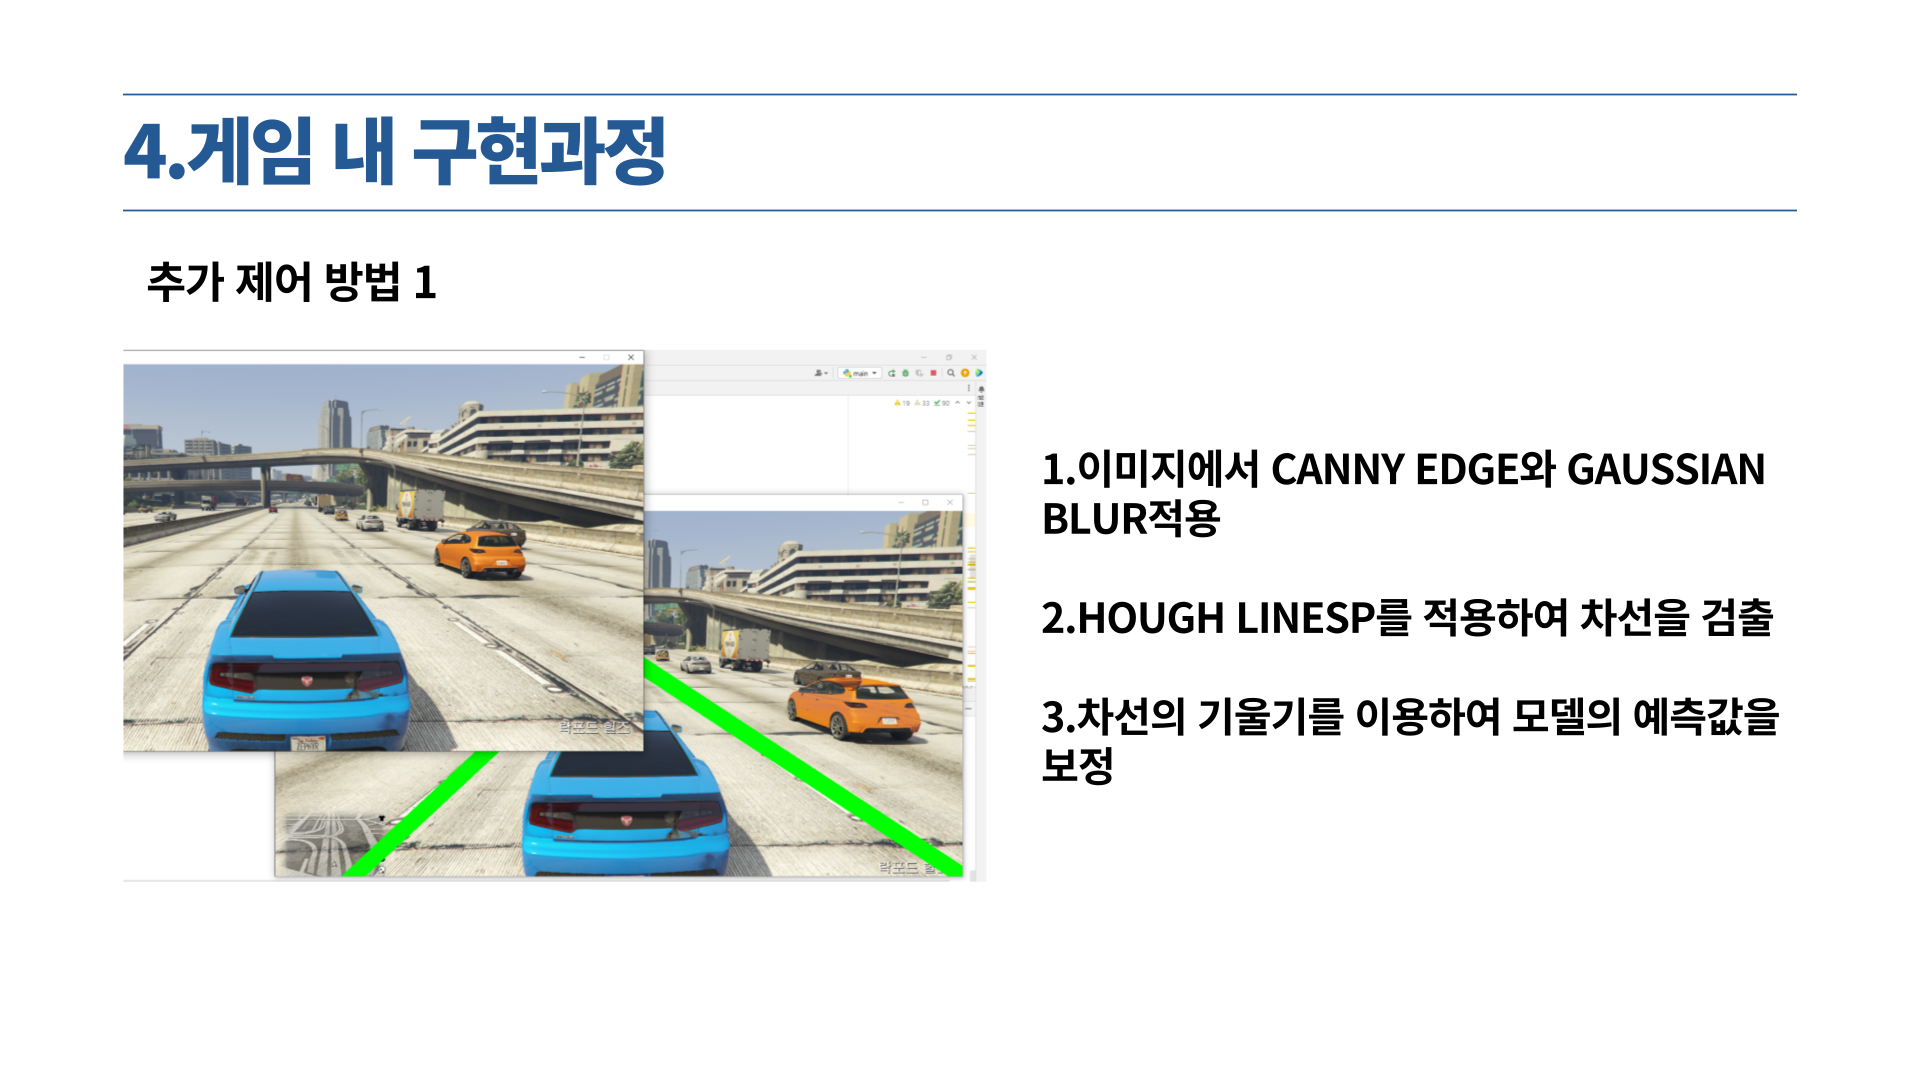 4.게임 내 구현과정
추가 제어 방법 1
main
19 33 90
락포드 힐즈
락포드 힐즈
1.이미지에서 CANNY EDGE와 GAUSSIAN
BLUR적용
2.HOUGH LINESP를 적용하여 차선을 검출
3.차선의 기울기를 이용하여 모델의 예측값을
보정